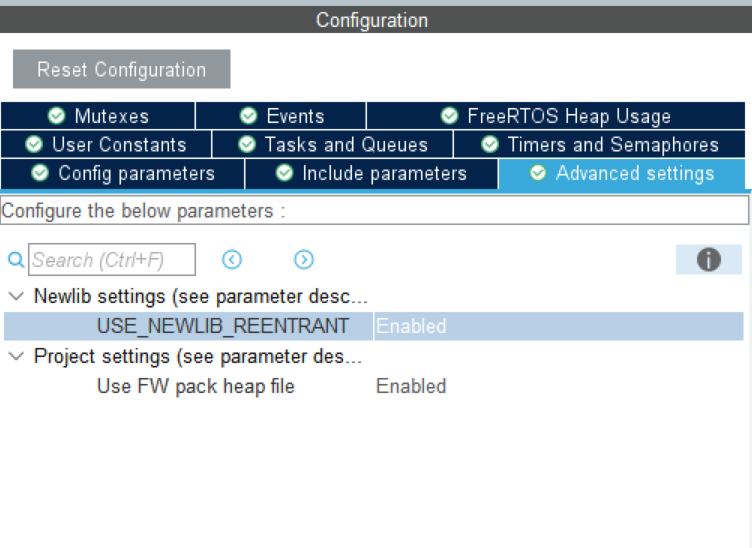 Configuration
Reset Configuration
Mutexes Events FreeRTOS Heap Usage
User Constants Tasks and Queues Timers and Semaphores
Config parameters Include parameters Advanced settings
Configure the below parameters :
Search (Ctrl+F)
Newlib settings (see parameter desc...
USE_NEWLIB_REENTRANT Enabled
Project settings (see parameter des...
Use FW pack heap file Enabled